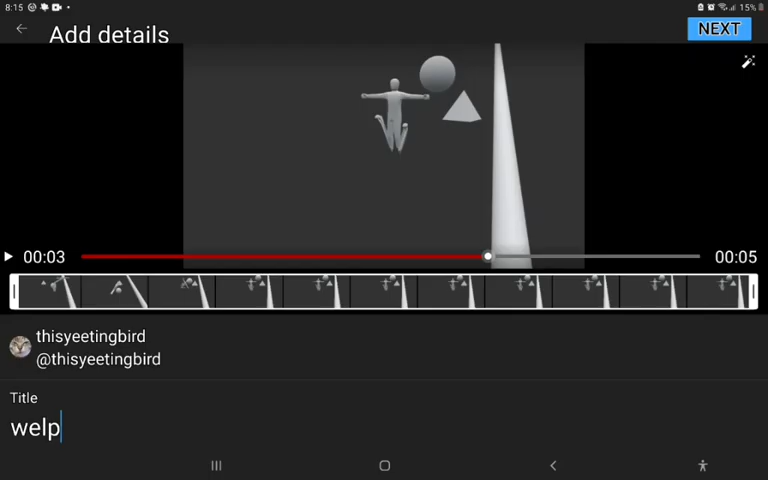 8:15
15%
Add details
NEXT
00:03
00:05
thisyeetingbird
@thisyeetingbird
Title
welp